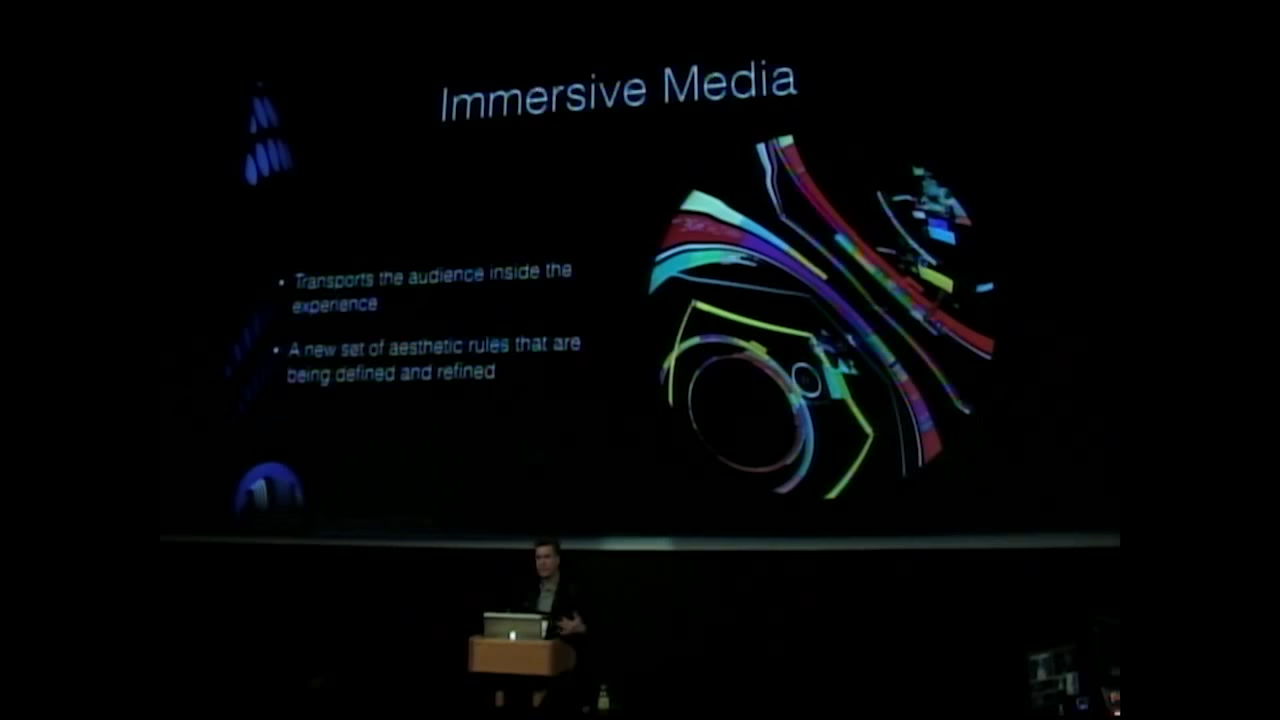 Immersive Media
• Transports the audience inside the
experience
• A new set of aesthetic rules that are
being defined and refined